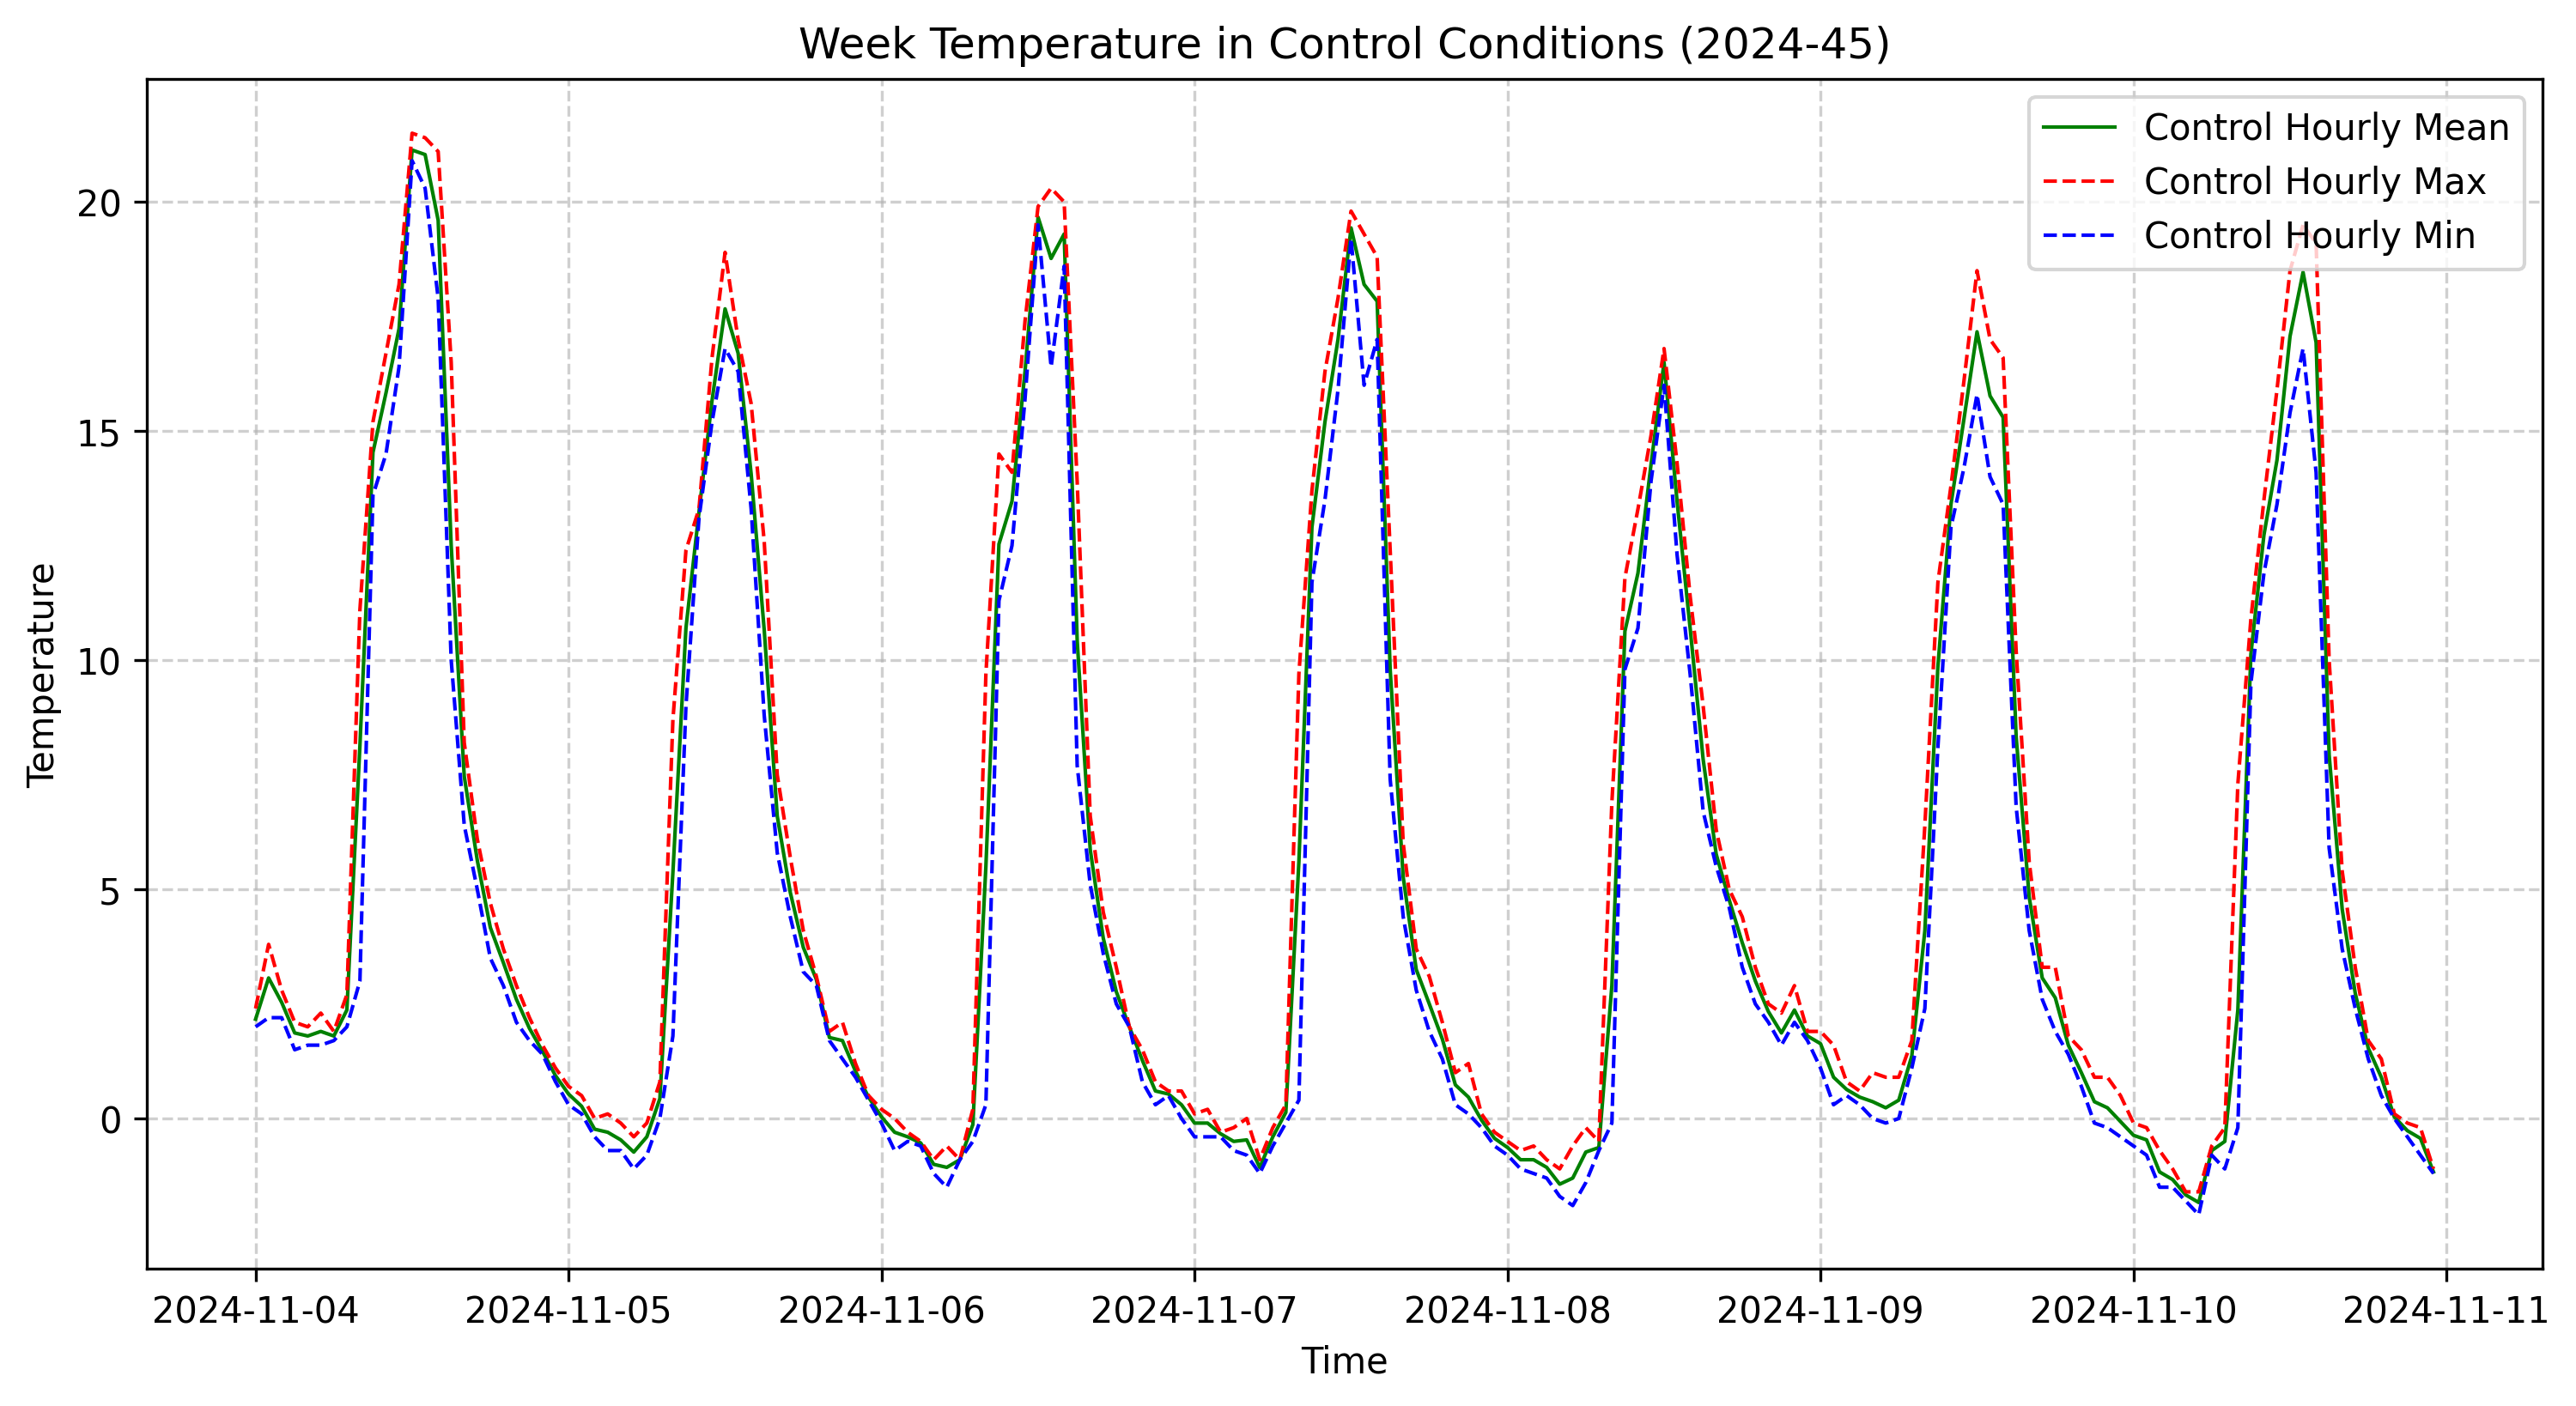 Week Temperature in Control Conditions (2024-45)
Control Hourly Mean
Control Hourly Max
Control Hourly Min
Temperature
20
15
10
5
0
2024-11-04 2024-11-05 2024-11-06 2024-11-07 2024-11-08 2024-11-09 2024-11-10 2024-11-11
Time